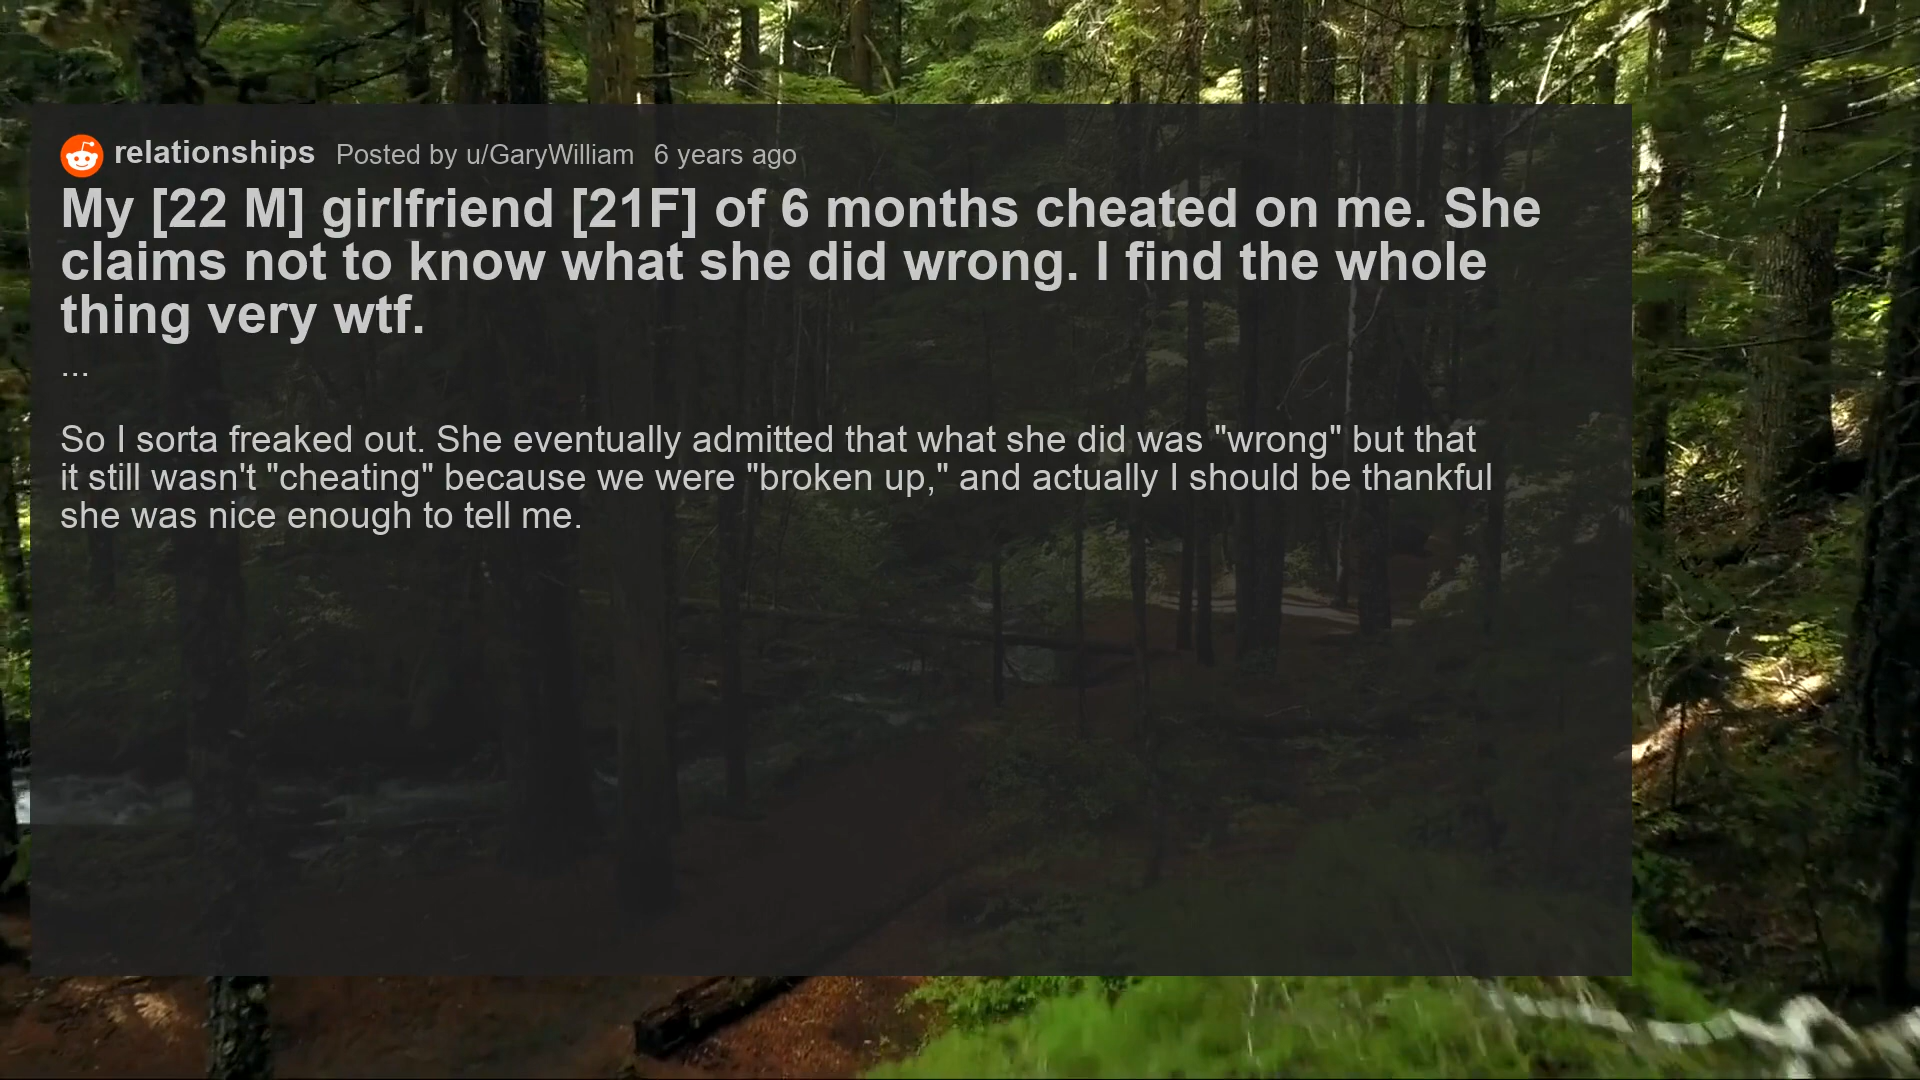 relationships Posted by u/GaryWilliam 6 years ago
My [22 M] girlfriend [21F] of 6 months cheated on me. She
claims not to know what she did wrong. I find the whole
thing very wtf.
...
So I sorta freaked out. She eventually admitted that what she did was "wrong" but that
it still wasn't "cheating" because we were "broken up," and actually I should be thankful
she was nice enough to tell me.